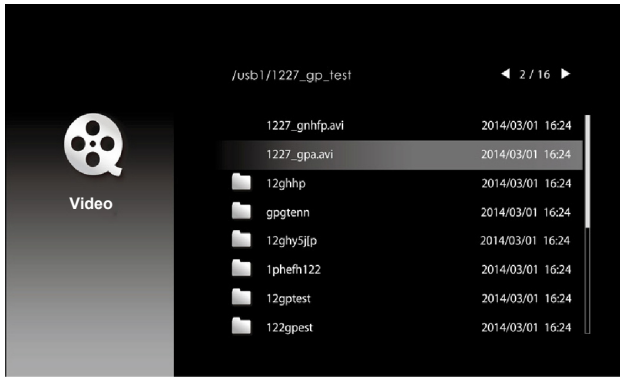 /usb1/1227_gp_test
◀ 2 / 16 ▶
1227_gnhfp.avi 2014/03/01 16:24
1227_gpa.avi 2014/03/01 16:24
12ghhp 2014/03/01 16:24
Video
gpgtenn 2014/03/01 16:24
12ghy5j[p 2014/03/01 16:24
1phefh122 2014/03/01 16:24
12gptest 2014/03/01 16:24
122gpest 2014/03/01 16:24